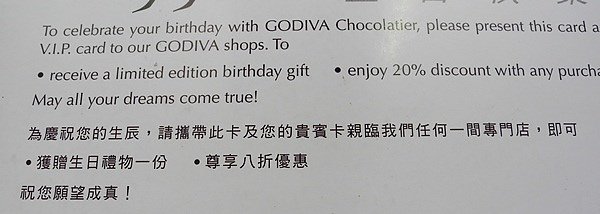 To celebrate your birthday with GODIVA Chocolatier, please present this card a
V.I.P. card to our GODIVA shops. To
• receive a limited edition birthday gift • enjoy 20% discount with any purcha
May all your dreams come true!
為慶祝您的生辰，請攜帶此卡及您的貴賓卡親臨我們任何一間專門店，即可
•獲贈生日禮物一份 •尊享八折優惠
祝您願望成真！